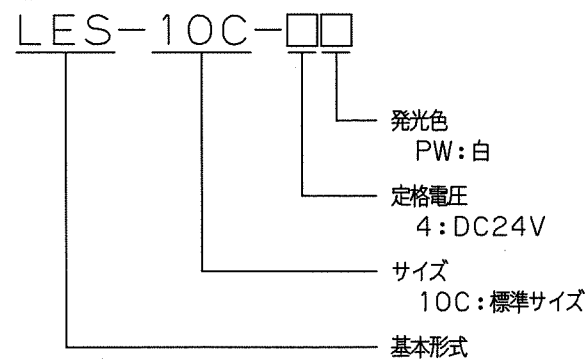 LES-10C-□□
発光色
PW:白
定格電圧
4:DC24V
サイズ
10C:標準サイズ
基本形式